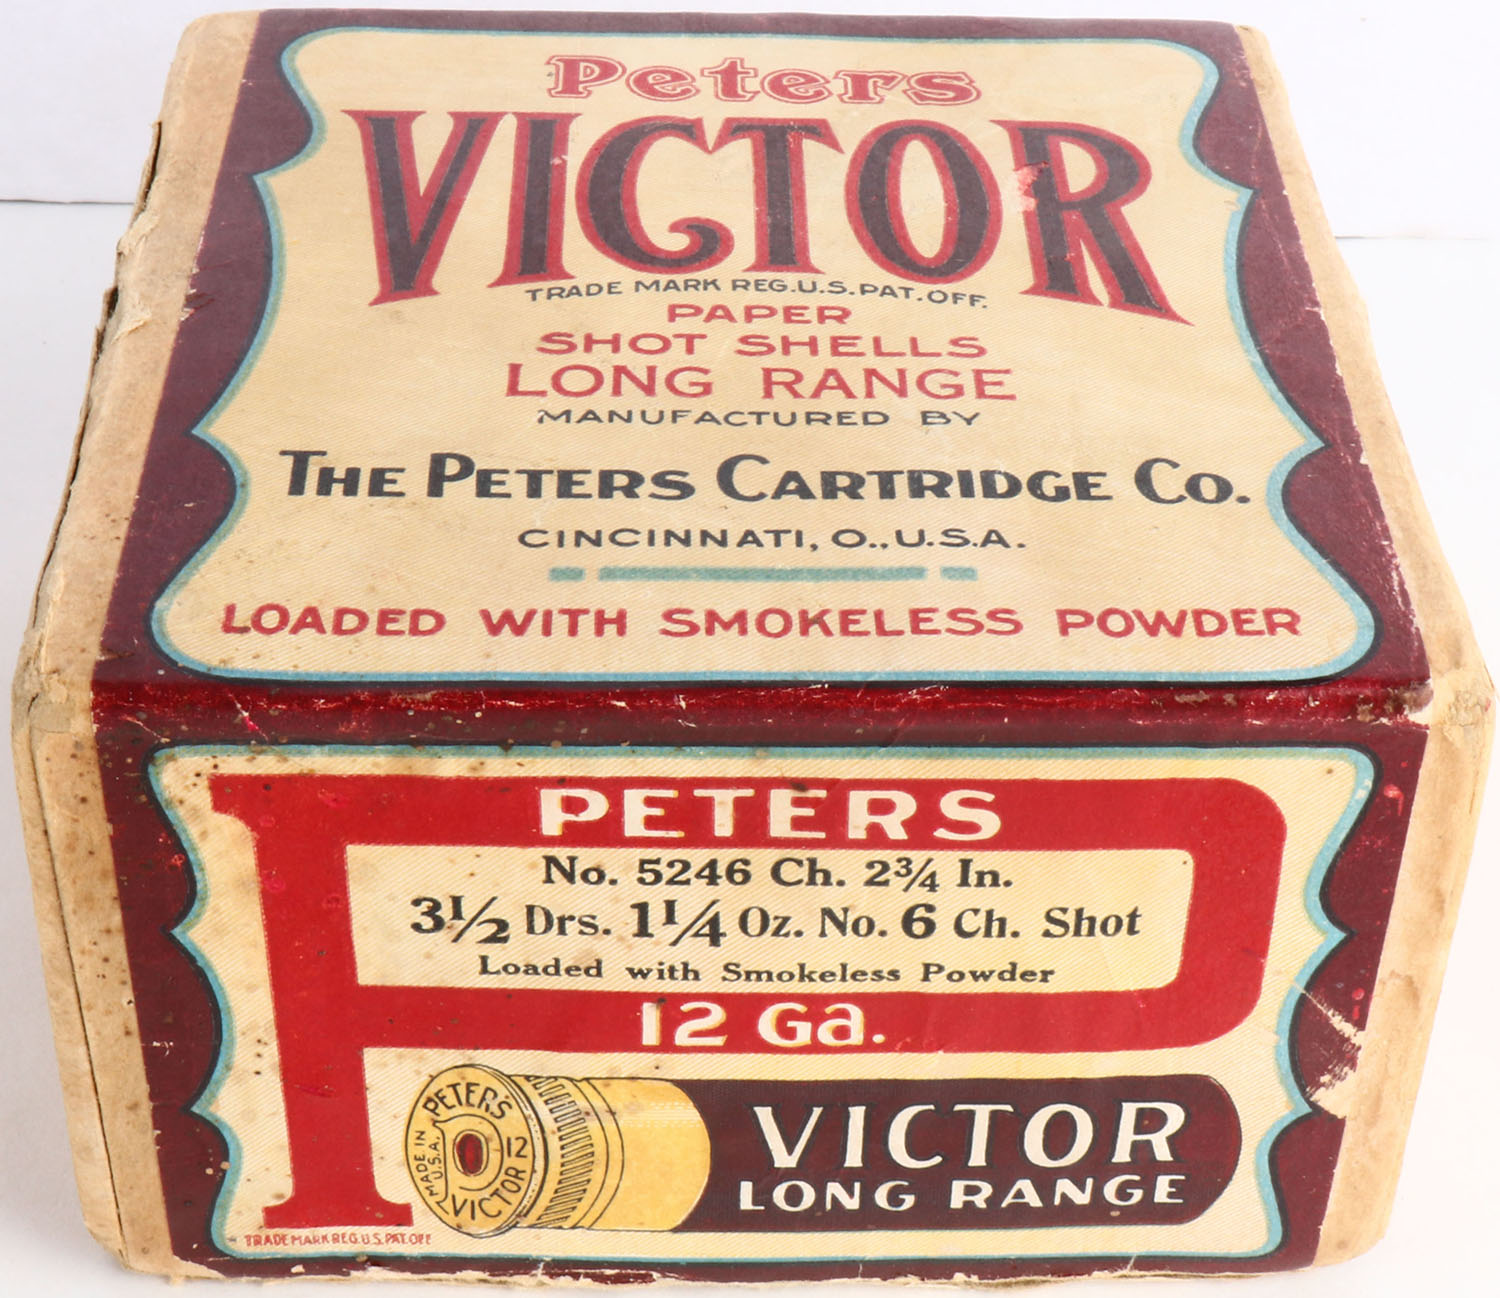 Peters
VICTOR
TRADE MARK REG.U.S.PAT.OFF.
PAPER
SHOT SHELLS
LONG RANGE
MANUFACTURED BY
THE PETERS CARTRIDGE CO.
CINCINNATI, O., U.S.A.
LOADED WITH SMOKELESS POWDER
PETERS
No. 5246 Ch. 2¾ In.
3½ Drs. 1¼ Oz. No. 6 Ch. Shot
Loaded with Smokeless Powder
12 Ga.
PETERS
12
MADE IN
U.S.A.
VICTOR
VICTOR
LONG RANGE
TRADE MARK REG. U.S. PAT. OFF